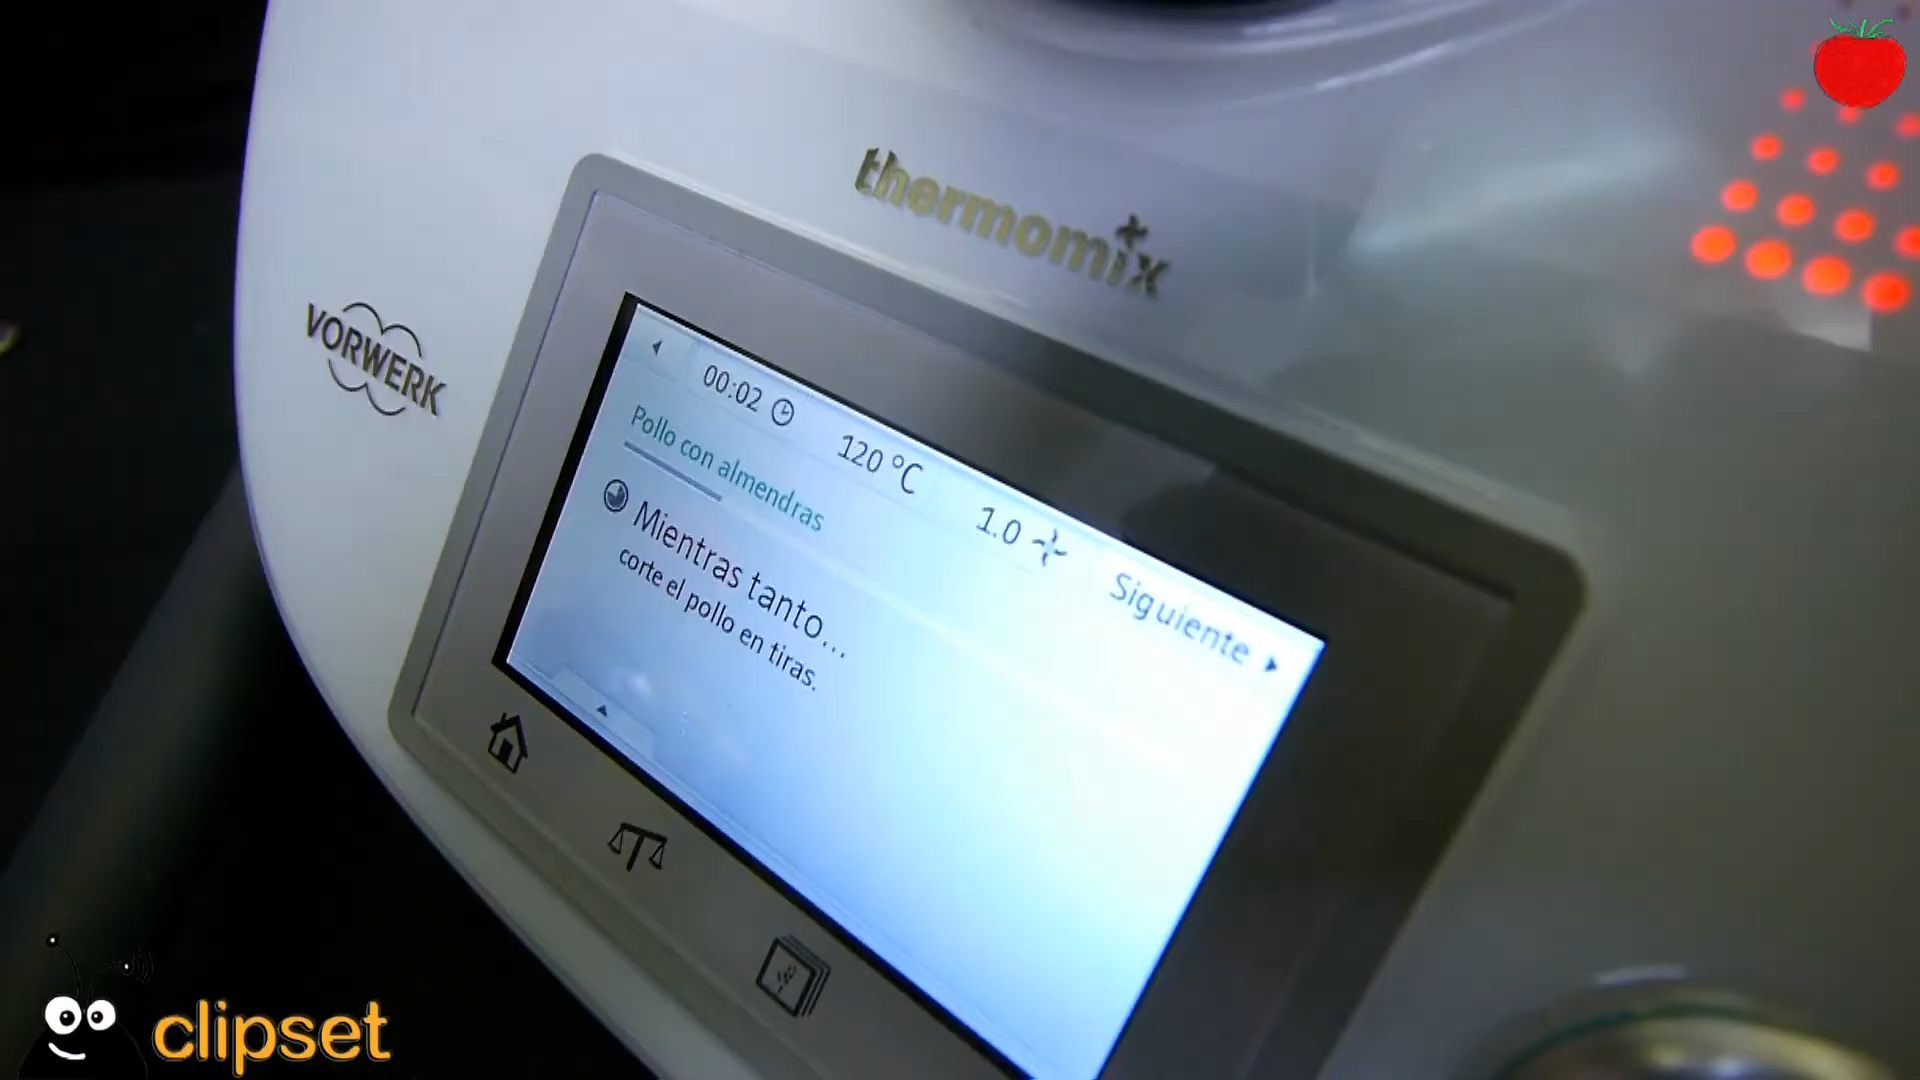 thermomix
VORWERK
00:02
120 °C
1.0
Siguiente
Pollo con almendras
Mientras tanto...
corte el pollo en tiras.
clipset